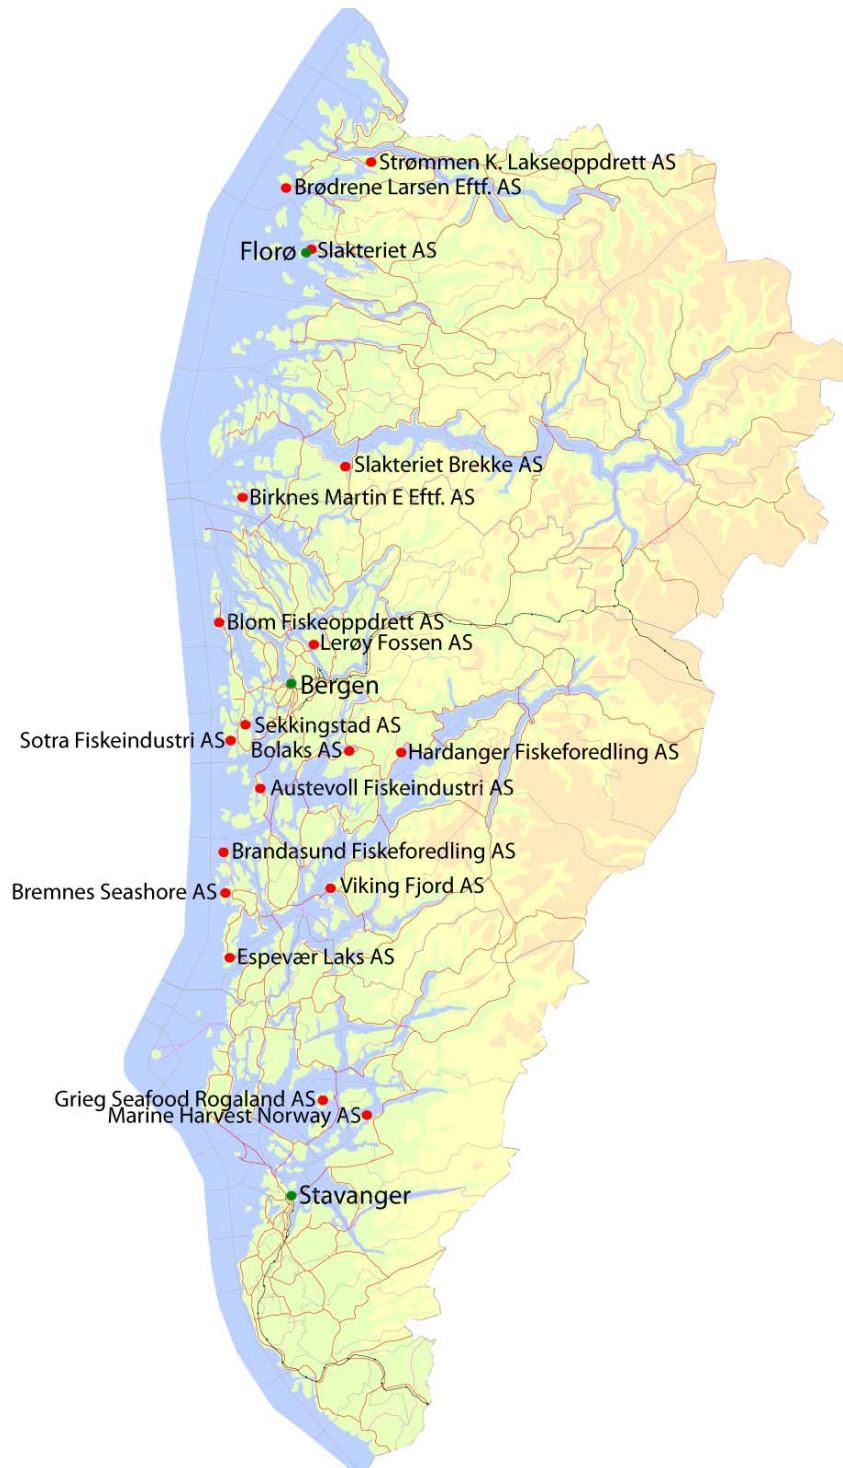 Strømmen K. Lakseoppdrett AS
Brødrene Larsen Eftf. AS
Florø
Slakteriet AS
Slakteriet Brekke AS
Birknes Martin E Eftf. AS
Blom Fiskeoppdrett AS
Lerøy Fossen AS
Bergen
Sekkingstad AS
Sotra Fiskeindustri AS
Bolaks AS
Hardanger Fiskeforedling AS
Austevoll Fiskeindustri AS
Brandasund Fiskeforedling AS
Viking Fjord AS
Bremnes Seashore AS
Espevær Laks AS
Grieg Seafood Rogaland AS
Marine Harvest Norway AS
Stavanger